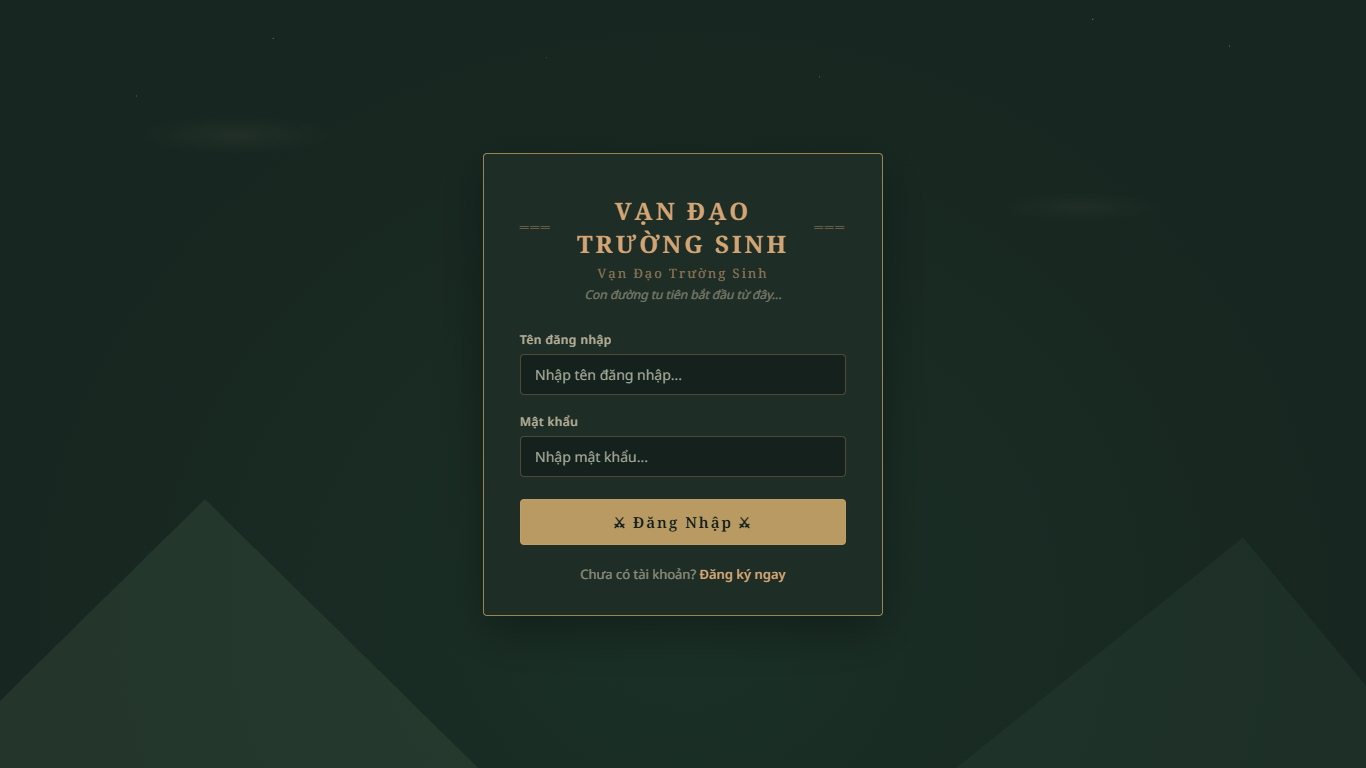 VẠN ĐẠO
TRƯỜNG SINH
Vạn Đạo Trường Sinh
Con đường tu tiên bắt đầu từ đây...
Tên đăng nhập
Nhập tên đăng nhập...
Mật khẩu
Nhập mật khẩu...
⚔ Đăng Nhập ⚔
Chưa có tài khoản? Đăng ký ngay